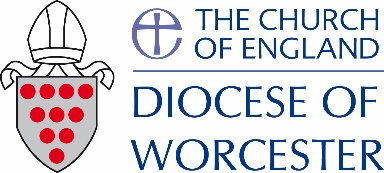 THE CHURCH
OF ENGLAND
DIOCESE OF
WORCESTER